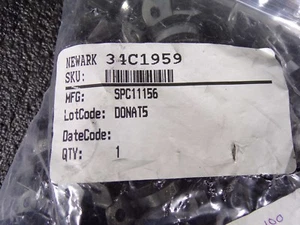 NEWARK 34C1959
SKU:
MFG: SPC11156
LotCode: DONAT5
DateCode:
QTY: 1